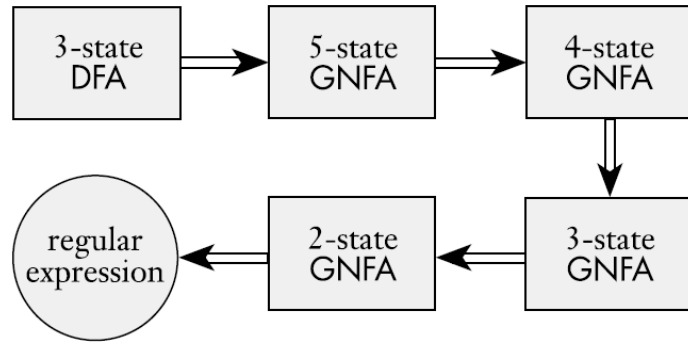 3-state
DFA
5-state
GNFA
4-state
GNFA
3-state
GNFA
2-state
GNFA
regular
expression